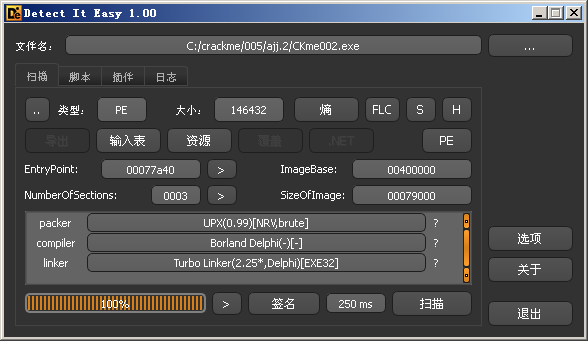 Detect It Easy 1.00
文件名： C:/crackme/005/ajj.2/CKme002.exe ...
扫描 脚本 插件 日志
.. 类型： PE 大小： 146432 熵 FLC S H
导出 输入表 资源 覆盖 .NET PE
EntryPoint: 00077a40 > ImageBase: 00400000
NumberOfSections: 0003 > SizeOfImage: 00079000
packer UPX(0.99)[NRV,brute] ?
compiler Borland Delphi(-)[-] ?
linker Turbo Linker(2.25*,Delphi)[EXE32] ?
选项
关于
100% > 签名 250 ms 扫描
退出